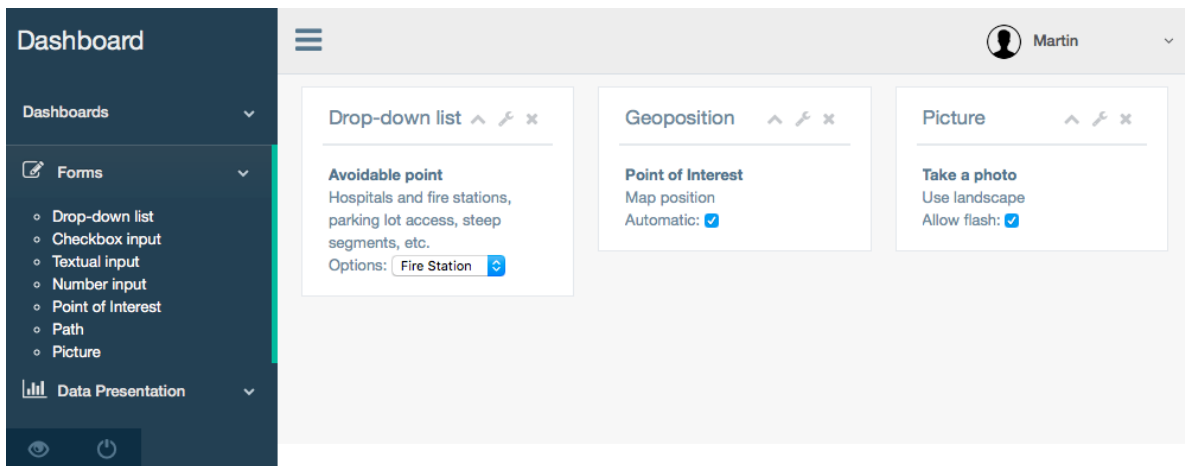 Dashboard
Martin
Dashboards
Forms
Drop-down list
Checkbox input
Textual input
Number input
Point of Interest
Path
Picture
Data Presentation
Drop-down list
Avoidable point
Hospitals and fire stations,
parking lot access, steep
segments, etc.
Options: Fire Station
Geoposition
Point of Interest
Map position
Automatic:
Picture
Take a photo
Use landscape
Allow flash: